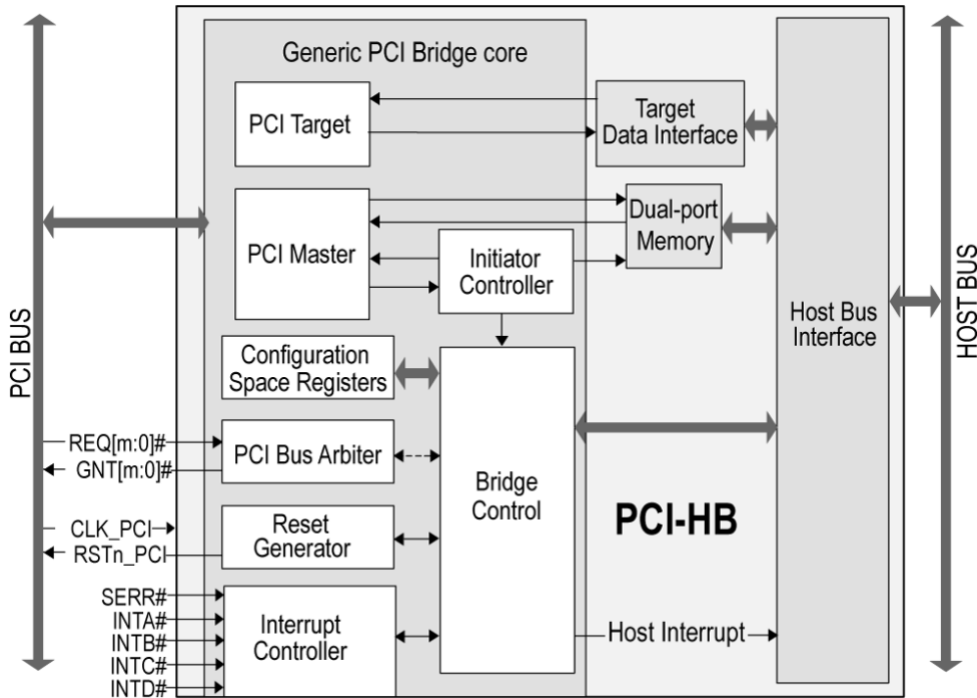 Generic PCI Bridge core
PCI Target
Target
Data Interface
PCI Master
Dual-port
Memory
Initiator
Controller
Host Bus
Interface
PCI BUS
HOST BUS
Configuration
Space Registers
REQ[m:0]#
GNT[m:0]#
PCI Bus Arbiter
Bridge
Control
PCI-HB
CLK_PCI
RSTn_PCI
Reset
Generator
SERR#
INTA#
INTB#
INTC#
INTD#
Interrupt
Controller
Host Interrupt